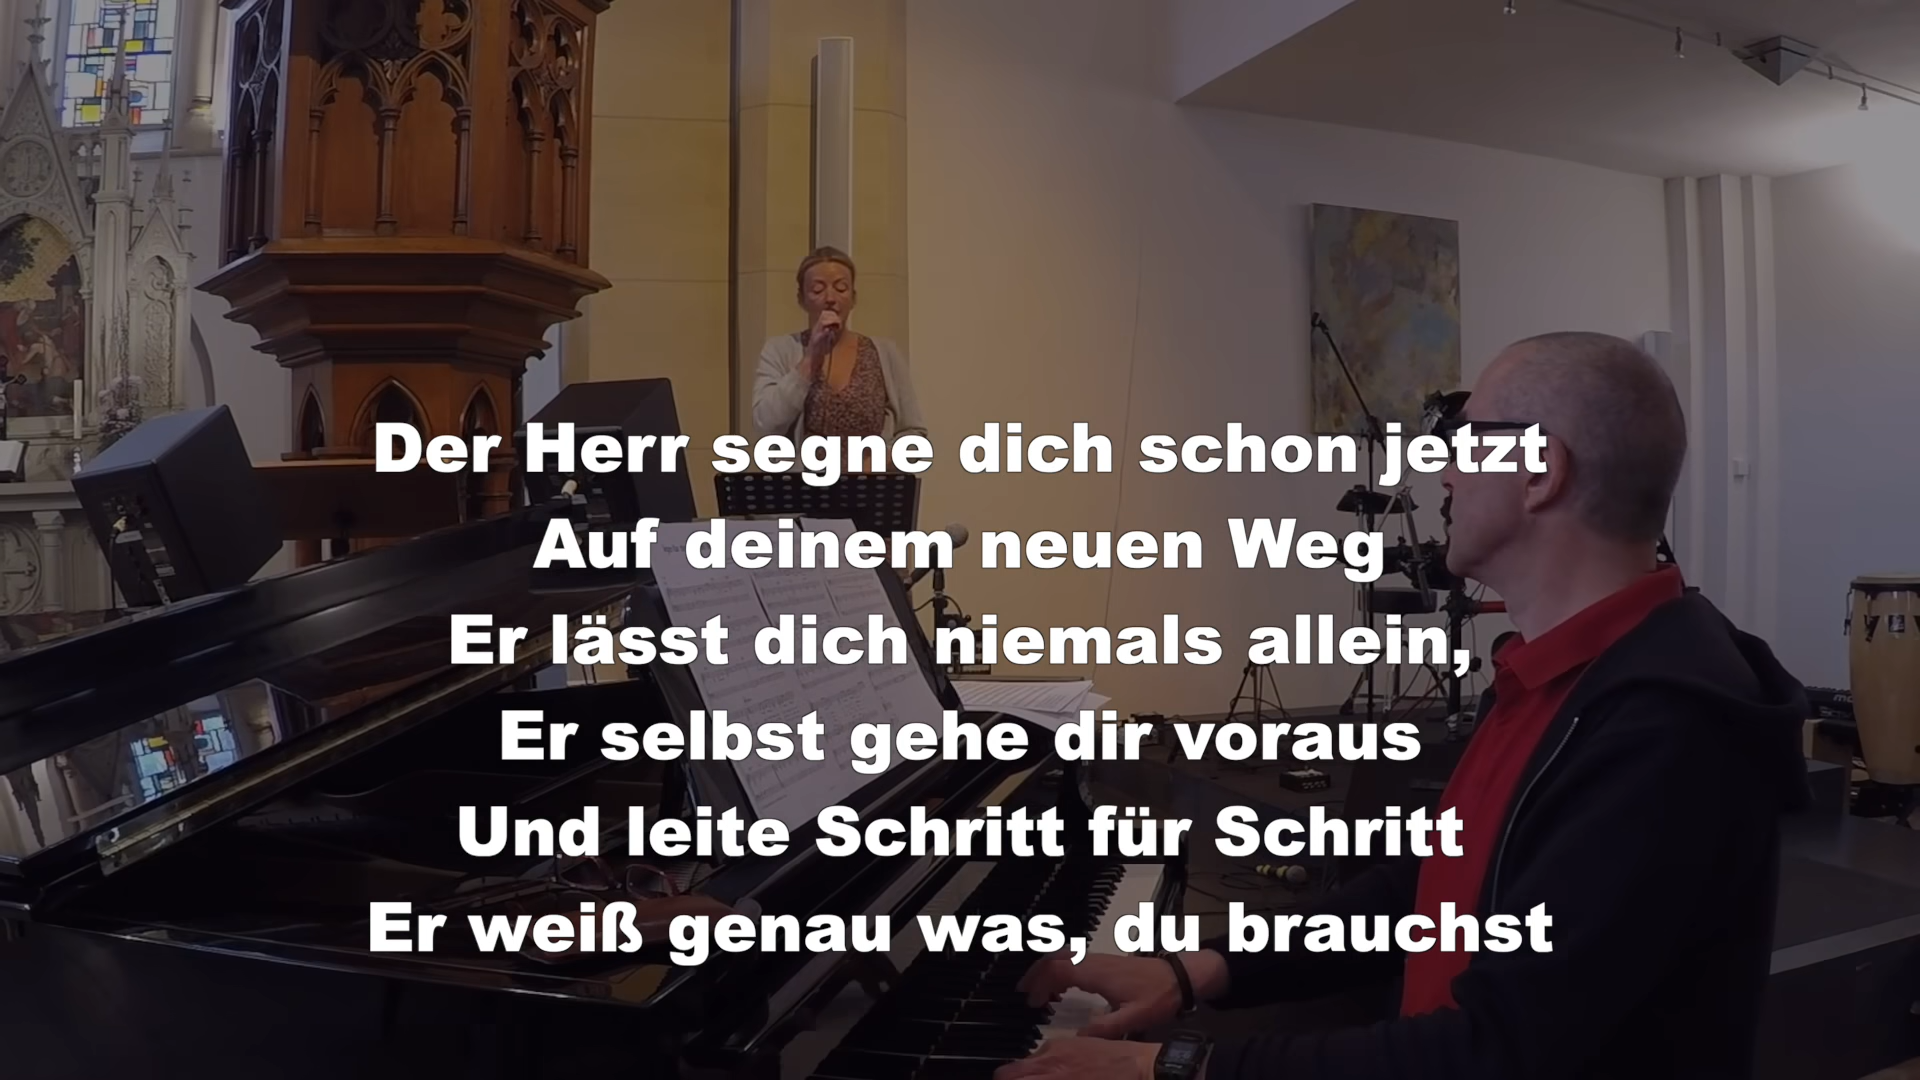 Der Herr segne dich schon jetzt
Auf deinem neuen Weg
Er lässt dich niemals allein,
Er selbst gehe dir voraus
Und leite Schritt für Schritt
Er weiß genau was, du brauchst